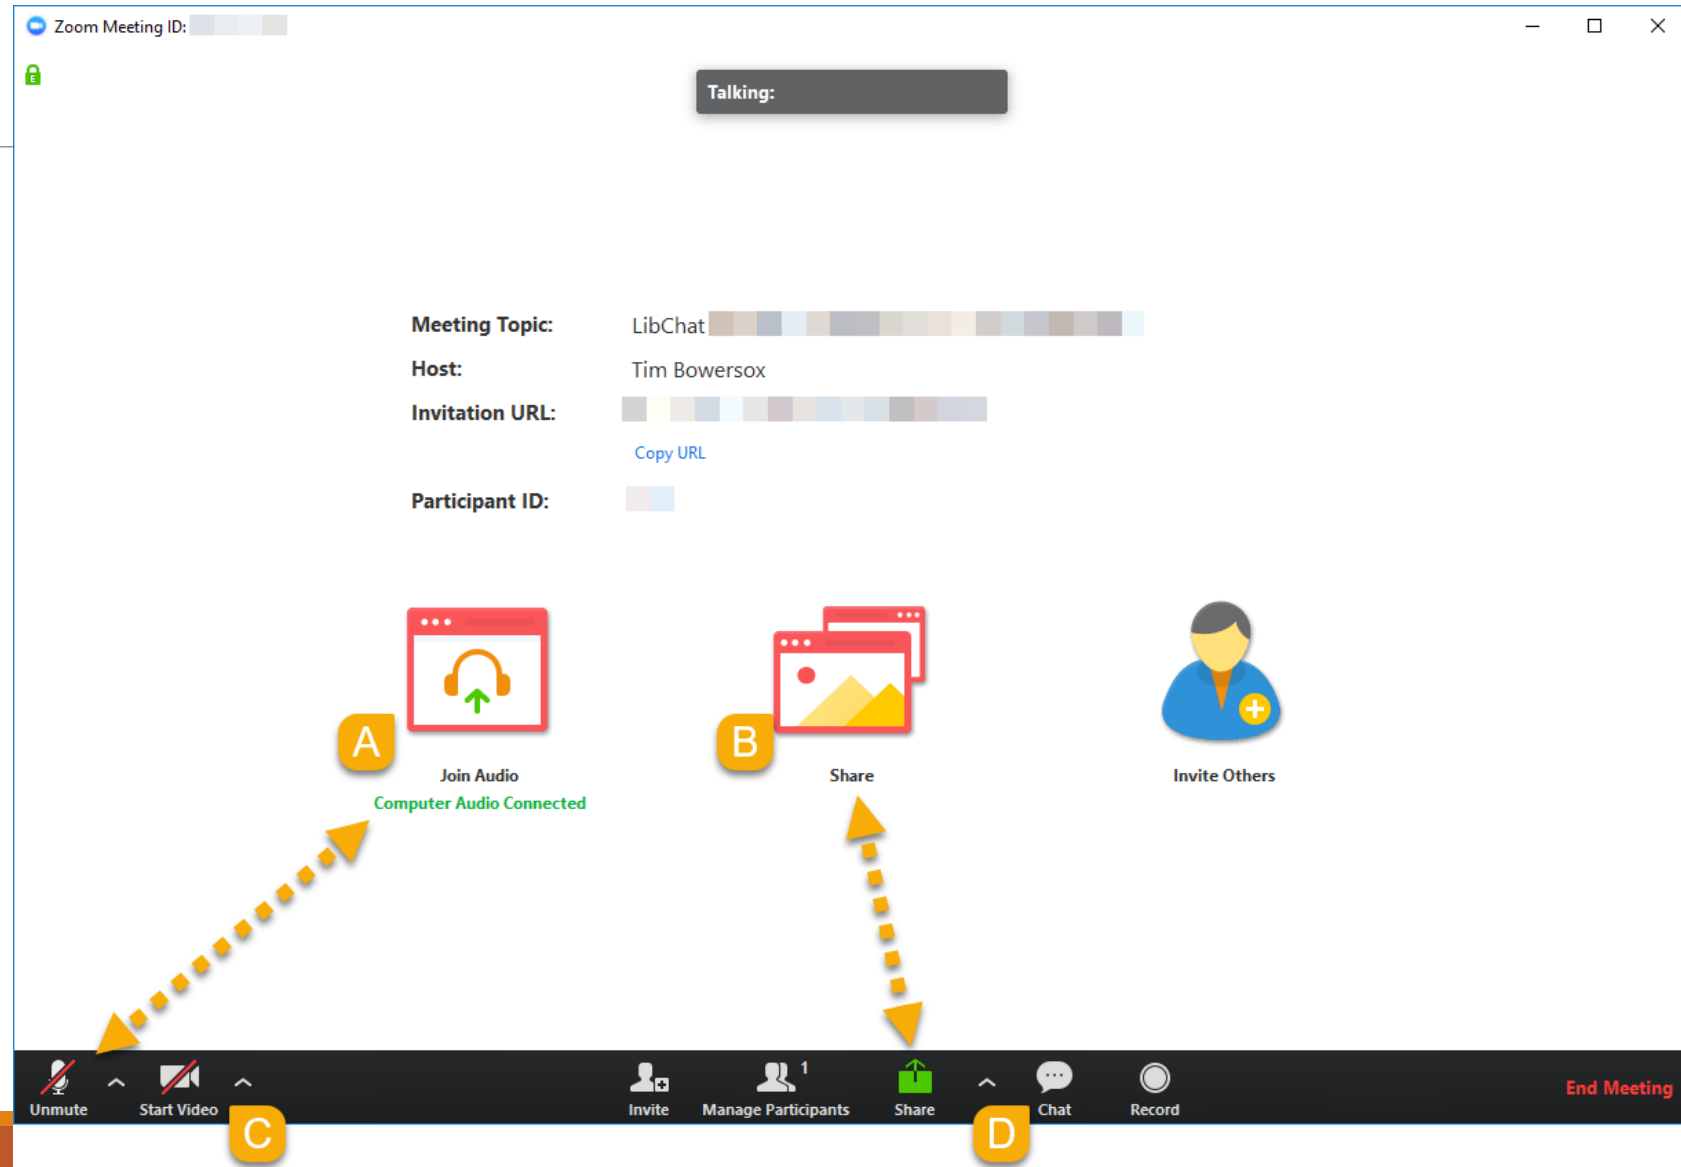 Zoom Meeting ID:
E
Talking:
Meeting Topic: LibChat
Host: Tim Bowersox
Invitation URL:
Copy URL
Participant ID:
A
B
Join Audio
Share
Invite Others
Computer Audio Connected
1
Unmute
Start Video
Invite
Manage Participants
Share
Chat
Record
End Meeting
C
D